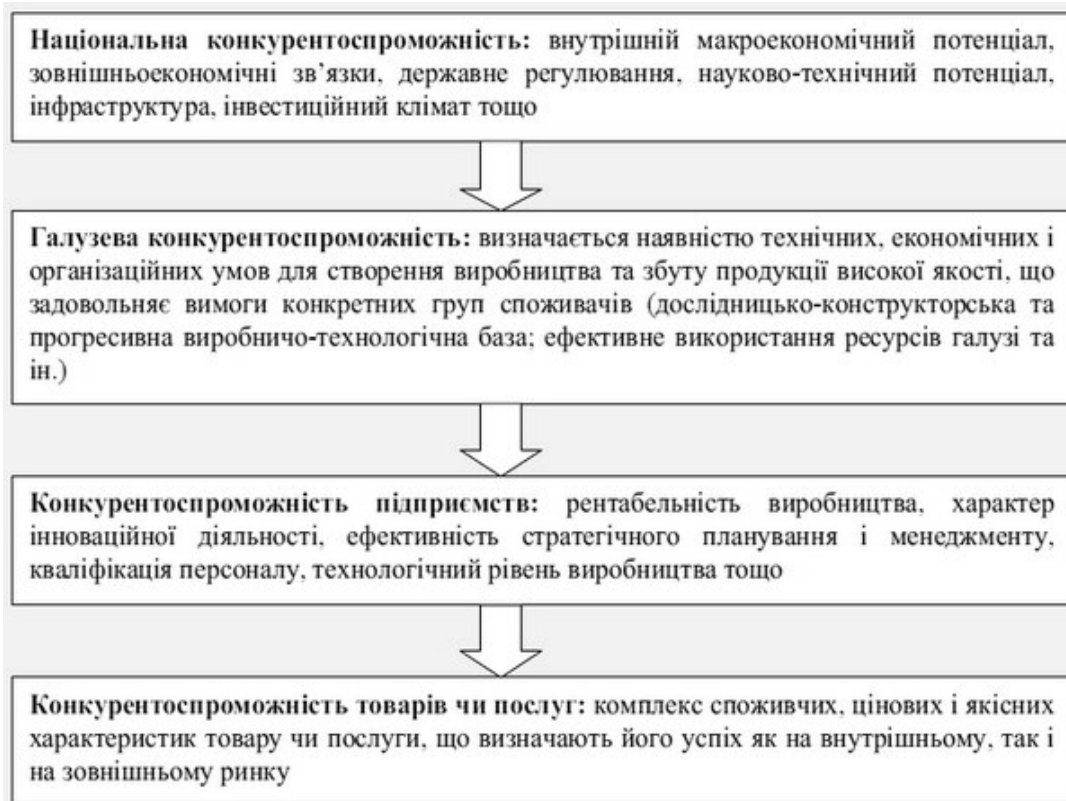 Національна конкурентоспроможність: внутрішній макроекономічний потенціал,
зовнішньоекономічні зв’язки, державне регулювання, науково-технічний потенціал,
інфраструктура, інвестиційний клімат тощо
Галузева конкурентоспроможність: визначається наявністю технічних, економічних і
організаційних умов для створення виробництва та збуту продукції високої якості, що
задовольняє вимоги конкретних груп споживачів (дослідницько-конструкторська та
прогресивна виробничо-технологічна база; ефективне використання ресурсів галузі та
ін.)
Конкурентоспроможність підприємств: рентабельність виробництва, характер
інноваційної діяльності, ефективність стратегічного планування і менеджменту,
кваліфікація персоналу, технологічний рівень виробництва тощо
Конкурентоспроможність товарів чи послуг: комплекс споживчих, цінових і якісних
характеристик товару чи послуги, що визначають його успіх як на внутрішньому, так і
на зовнішньому ринку